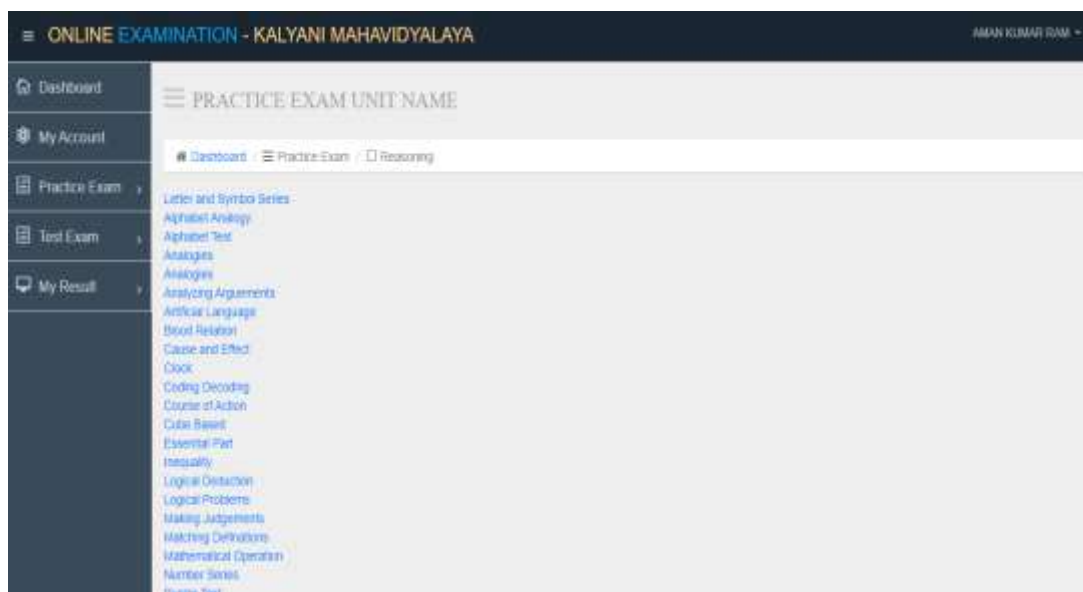 ONLINE EXAMINATION - KALYANI MAHAVIDYALAYA
AMAN KUMAR RAM
Dashboard
My Account
Practice Exam
Test Exam
My Result
PRACTICE EXAM UNIT NAME
Dashboard / Practice Exam / Reasoning
Letter and Symbol Series
Alphabet Analogy
Alphabet Test
Analogies
Analogies
Analyzing Arguements
Artificial Language
Blood Relation
Cause and Effect
Clock
Coding Decoding
Course of Action
Cube Based
Essential Part
Inequality
Logical Deduction
Logical Problems
Making Judgements
Matching Definations
Mathematical Operation
Number Series